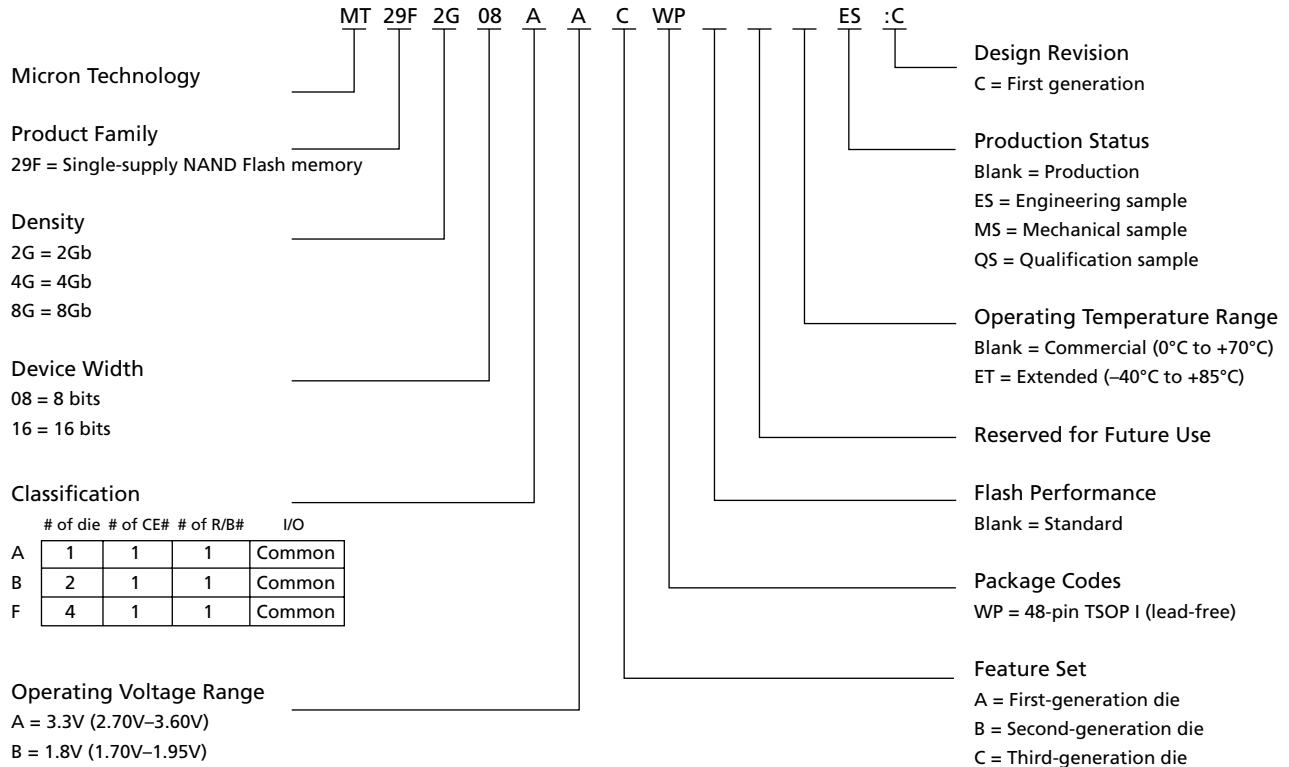 MT 29F 2G 08 A A C WP ES :C
Micron Technology
Product Family
29F = Single-supply NAND Flash memory
Density
2G = 2Gb
4G = 4Gb
8G = 8Gb
Device Width
08 = 8 bits
16 = 16 bits
Classification
# of die # of CE# # of R/B# I/O
A 1 1 1 Common
B 2 1 1 Common
F 4 1 1 Common
Operating Voltage Range
A = 3.3V (2.70V–3.60V)
B = 1.8V (1.70V–1.95V)
Design Revision
C = First generation
Production Status
Blank = Production
ES = Engineering sample
MS = Mechanical sample
QS = Qualification sample
Operating Temperature Range
Blank = Commercial (0°C to +70°C)
ET = Extended (–40°C to +85°C)
Reserved for Future Use
Flash Performance
Blank = Standard
Package Codes
WP = 48-pin TSOP I (lead-free)
Feature Set
A = First-generation die
B = Second-generation die
C = Third-generation die